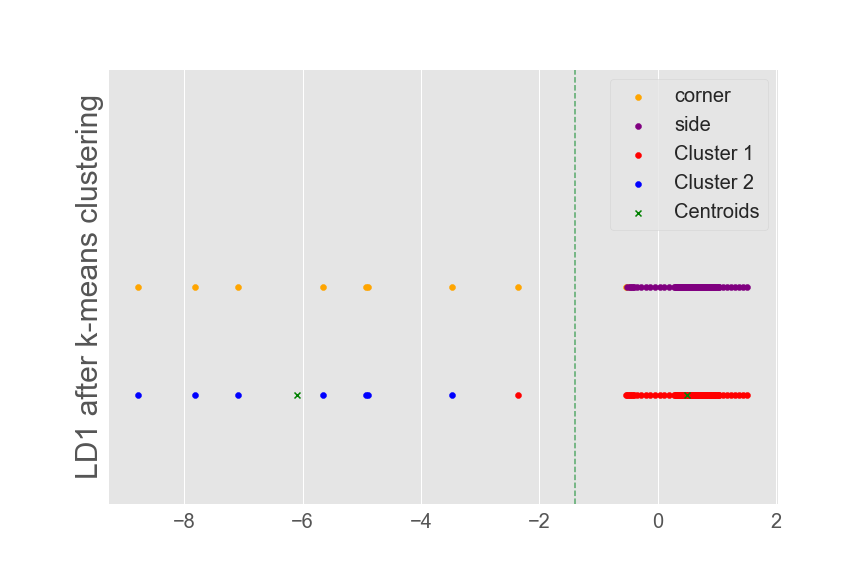 LD1 after k-means clustering
corner
side
Cluster 1
Cluster 2
Centroids
−8 −6 −4 −2 0 2